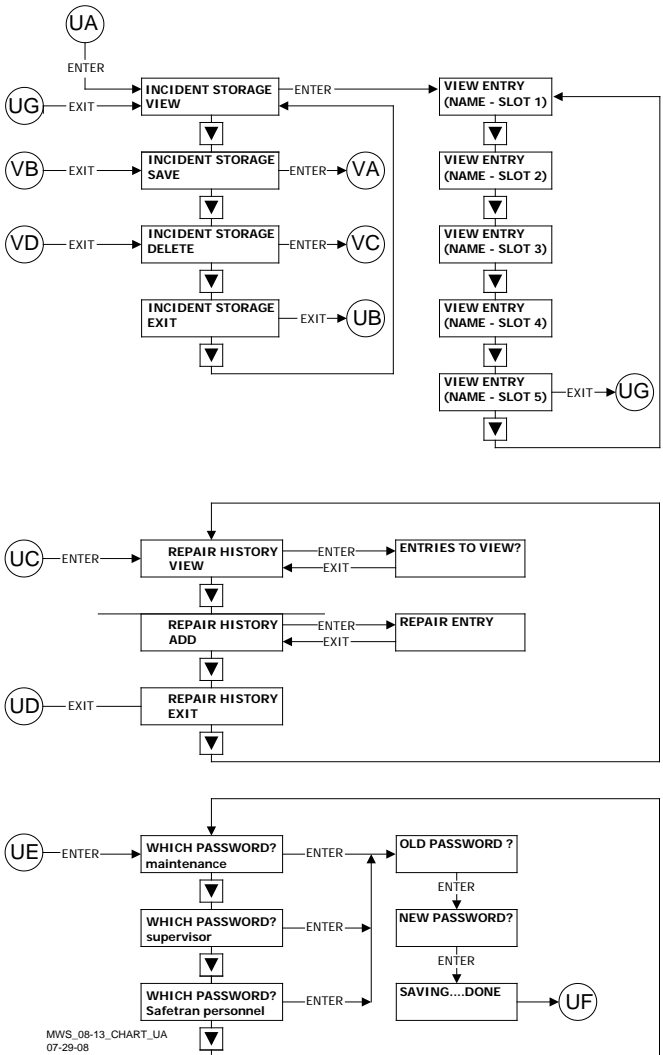 UA
ENTER
UG
EXIT
INCIDENT STORAGE
VIEW
ENTER
VIEW ENTRY
(NAME - SLOT 1)
VB
EXIT
INCIDENT STORAGE
SAVE
ENTER
VA
VIEW ENTRY
(NAME - SLOT 2)
VD
EXIT
INCIDENT STORAGE
DELETE
ENTER
VC
VIEW ENTRY
(NAME - SLOT 3)
INCIDENT STORAGE
EXIT
EXIT
UB
VIEW ENTRY
(NAME - SLOT 4)
VIEW ENTRY
(NAME - SLOT 5)
EXIT
UG
UC
ENTER
REPAIR HISTORY
VIEW
ENTER
EXIT
ENTRIES TO VIEW?
REPAIR HISTORY
ADD
ENTER
EXIT
REPAIR ENTRY
UD
EXIT
REPAIR HISTORY
EXIT
UE
ENTER
WHICH PASSWORD?
maintenance
ENTER
OLD PASSWORD ?
ENTER
WHICH PASSWORD?
supervisor
ENTER
NEW PASSWORD?
ENTER
WHICH PASSWORD?
Safetran personnel
ENTER
SAVING....DONE
UF
MWS_08-13_CHART_UA
07-29-08